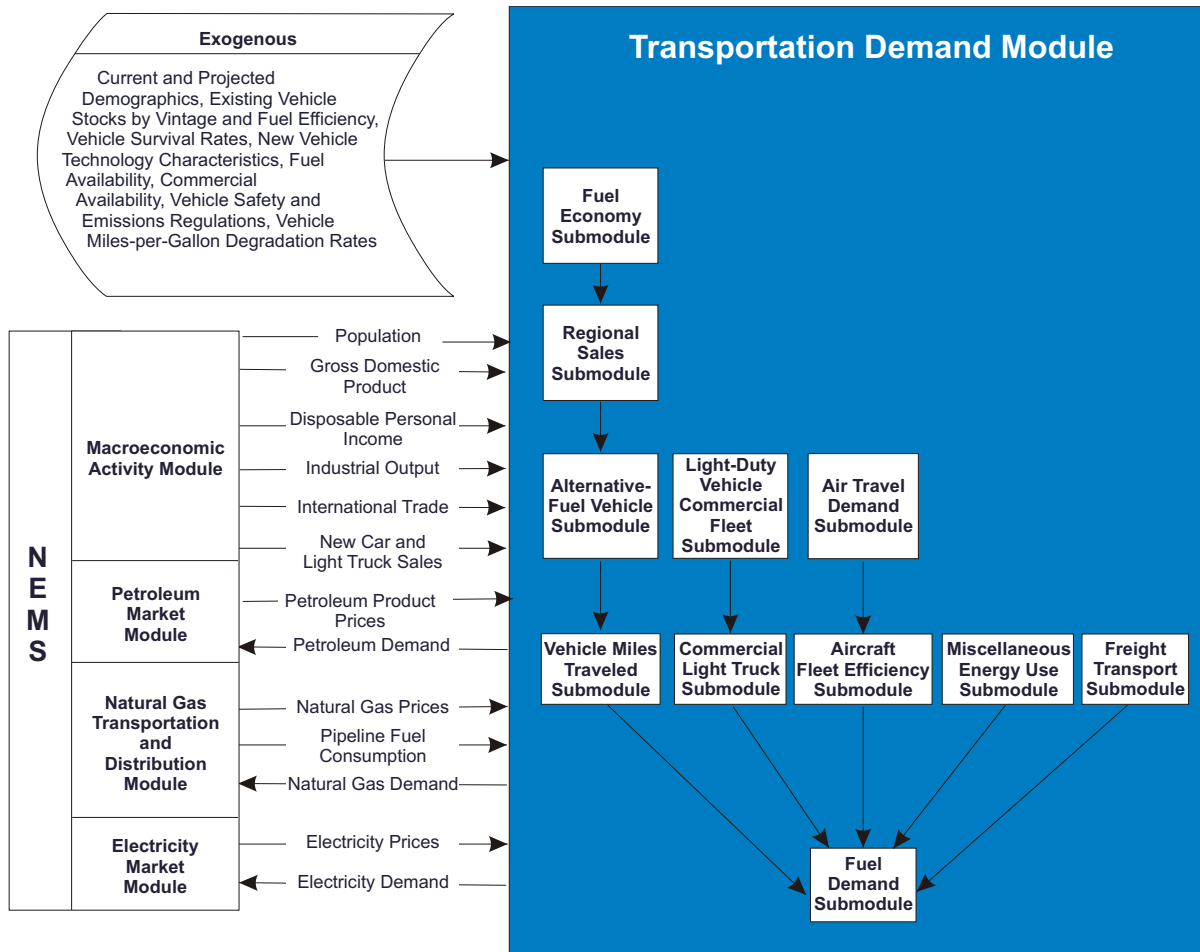 Exogenous
Current and Projected
Demographics, Existing Vehicle
Stocks by Vintage and Fuel Efficiency,
Vehicle Survival Rates, New Vehicle
Technology Characteristics, Fuel
Availability, Commercial
Availability, Vehicle Safety and
Emissions Regulations, Vehicle
Miles-per-Gallon Degradation Rates
N
E
M
S
Macroeconomic
Activity Module
Petroleum
Market
Module
Natural Gas
Transportation
and
Distribution
Module
Electricity
Market
Module
Population
Gross Domestic
Product
Disposable Personal
Income
Industrial Output
International Trade
New Car and
Light Truck Sales
Petroleum Product
Prices
Petroleum Demand
Natural Gas Prices
Pipeline Fuel
Consumption
Natural Gas Demand
Electricity Prices
Electricity Demand
Transportation Demand Module
Fuel
Economy
Submodule
Regional
Sales
Submodule
Alternative-
Fuel Vehicle
Submodule
Light-Duty
Vehicle
Commercial
Fleet
Submodule
Air Travel
Demand
Submodule
Vehicle Miles
Traveled
Submodule
Commercial
Light Truck
Submodule
Aircraft
Fleet Efficiency
Submodule
Miscellaneous
Energy Use
Submodule
Freight
Transport
Submodule
Fuel
Demand
Submodule